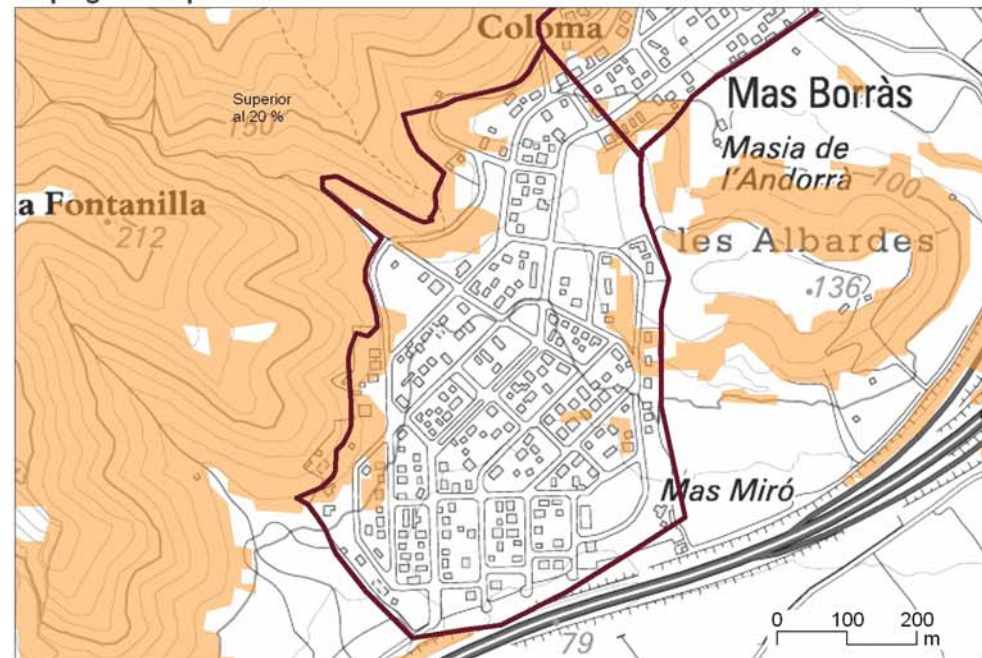 Coloma
Superior
al 20 %
150
Mas Borràs
Masia de
l'Andorrà
100
a Fontanilla
212
les Albardes
136
Mas Miró
79
0 100 200
m